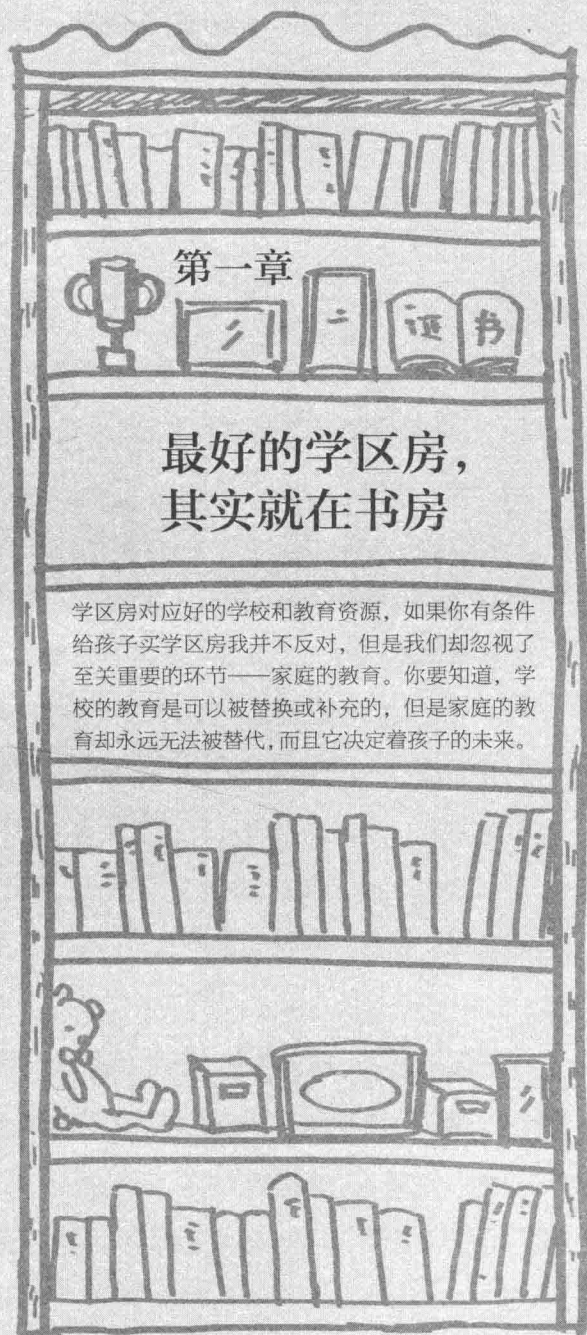 第一章
证 书
最好的学区房，
其实就在书房
学区房对应好的学校和教育资源，如果你有条件
给孩子买学区房我并不反对，但是我们却忽视了
至关重要的环节——家庭的教育。你要知道，学
校的教育是可以被替换或补充的，但是家庭的教
育却永远无法被替代，而且它决定着孩子的未来。